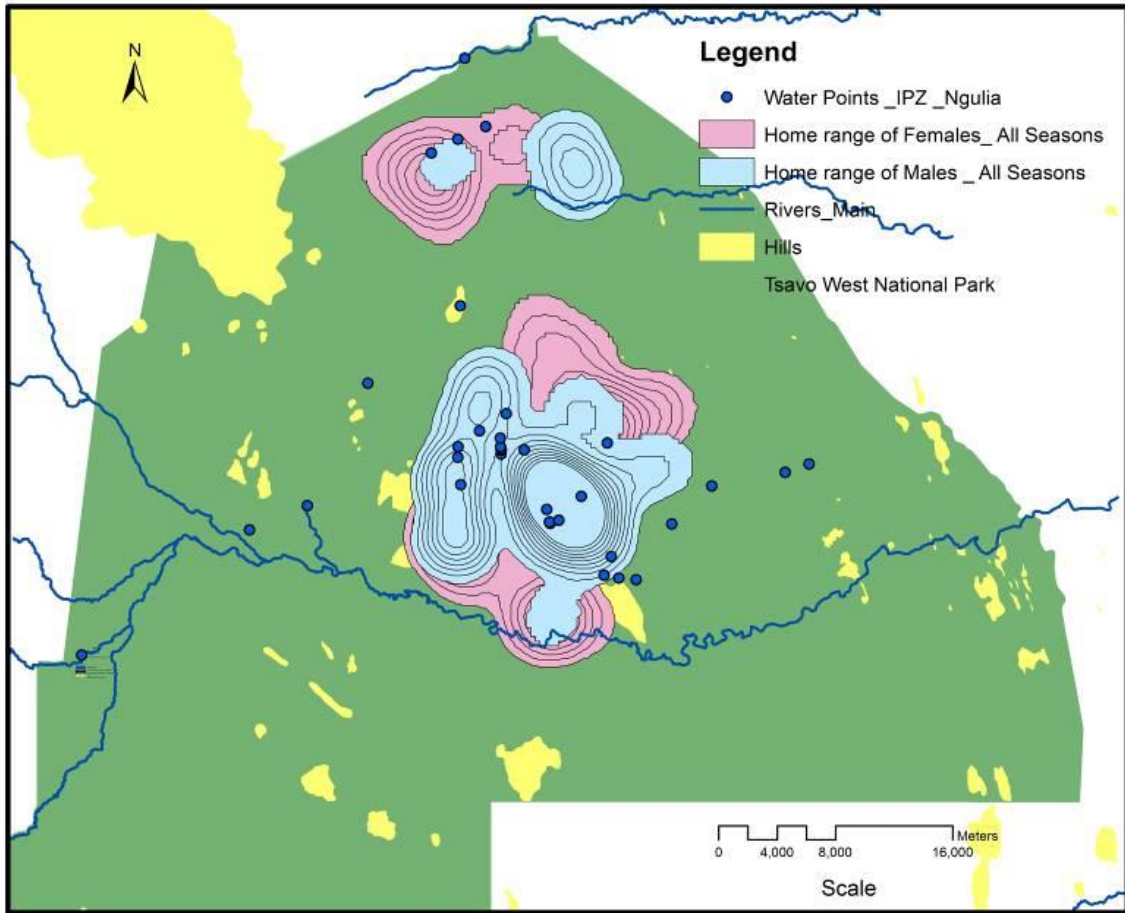 N
Legend
Water Points _IPZ _Ngulia
Home range of Females_ All Seasons
Home range of Males _ All Seasons
Rivers_Main
Hills
Tsavo West National Park
Meters
0 4,000 8,000 16,000
Scale